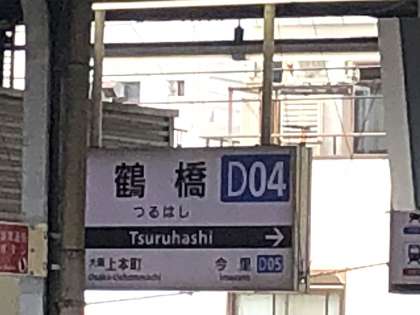 鶴橋 D04
つるはし
Tsuruhashi →
大阪上本町 今里 D05
Osaka-Uehommachi Imazato